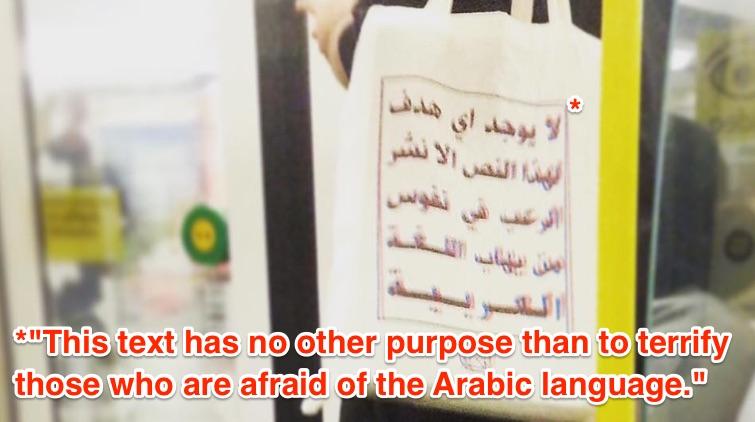 لا يوجد اي هدف
لهذا النص الا نشر
الرعب في نفوس
من يهاب اللغة
العربية
*
*"This text has no other purpose than to terrify
those who are afraid of the Arabic language."